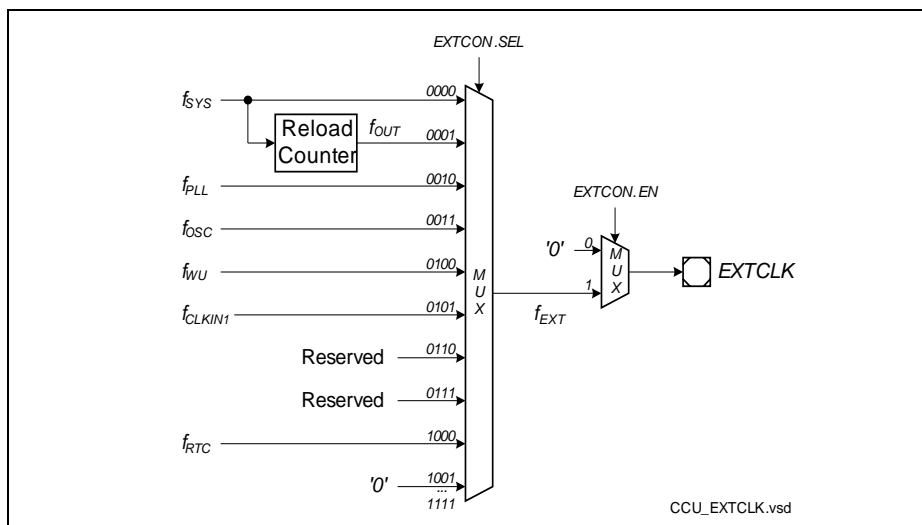 EXTCON.SEL
fSYS 0000
Reload
Counter
fOUT 0001
fPLL 0010
EXTCON.EN
fOSC 0011
'0' 0
fWU 0100
M
U
X
M
U
X
EXTCLK
1
fCLKIN1 0101
fEXT
Reserved 0110
Reserved 0111
fRTC 1000
'0' 1001
...
1111
CCU_EXTCLK.vsd